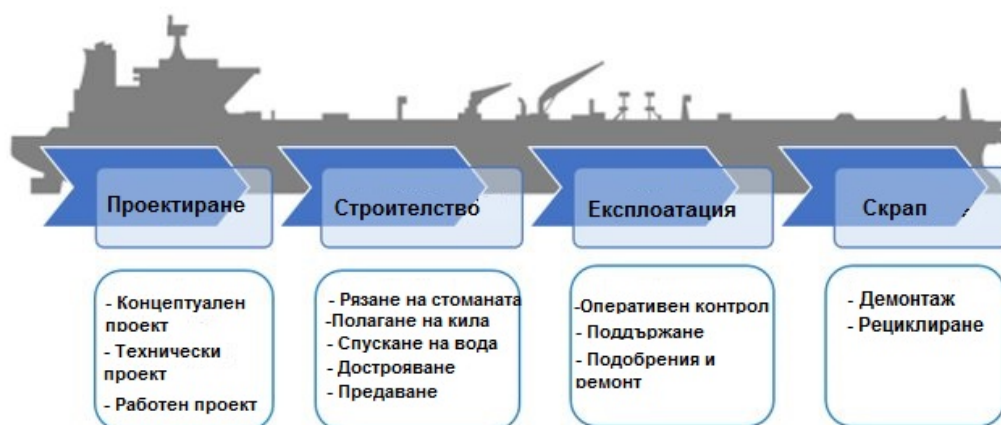 Проектиране
Строителство
Експлоатация
Скрап
- Концептуален
проект
- Технически
проект
- Работен проект
- Рязане на стоманата
-Полагане на кила
- Спускане на вода
- Дострояване
- Предаване
-Оперативен контрол
- Поддържане
- Подобрения и
ремонт
- Демонтаж
- Рециклиране